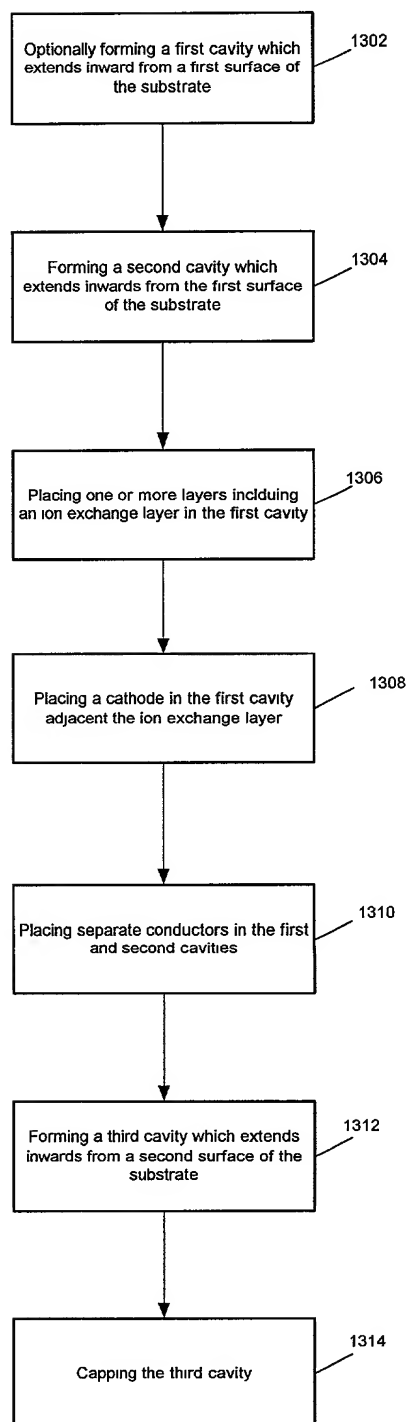 Optionally forming a first cavity which
extends inward from a first surface of
the substrate
1302
Forming a second cavity which
extends inwards from the first surface
of the substrate
1304
Placing one or more layers inclduing
an ion exchange layer in the first cavity
1306
Placing a cathode in the first cavity
adjacent the ion exchange layer
1308
Placing separate conductors in the first
and second cavities
1310
Forming a third cavity which extends
inwards from a second surface of the
substrate
1312
Capping the third cavity
1314